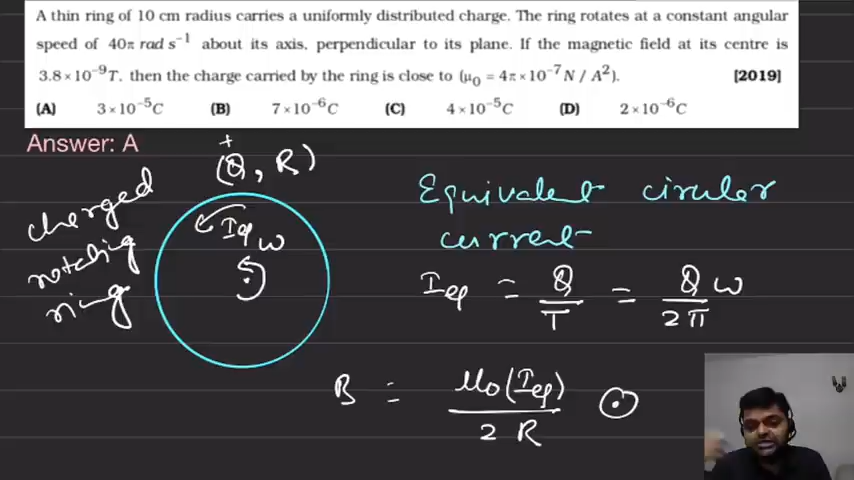 A thin ring of 10 cm radius carries a uniformly distributed charge. The ring rotates at a constant angular
speed of 40π rad s⁻¹ about its axis, perpendicular to its plane. If the magnetic field at its centre is
3.8×10⁻⁹T. then the charge carried by the ring is close to (μ₀ = 4π×10⁻⁷ N / A²). [2019]
(A) 3×10⁻⁵C (B) 7×10⁻⁶C (C) 4×10⁻⁵C (D) 2×10⁻⁶C
Answer: A
+
(Q, R)
charged
rotating
ring
Ieq
ω
Equivalent circular
current
Ieq = Q/T = Qω/2π
B = μ₀(Ieq)/2R ⊙